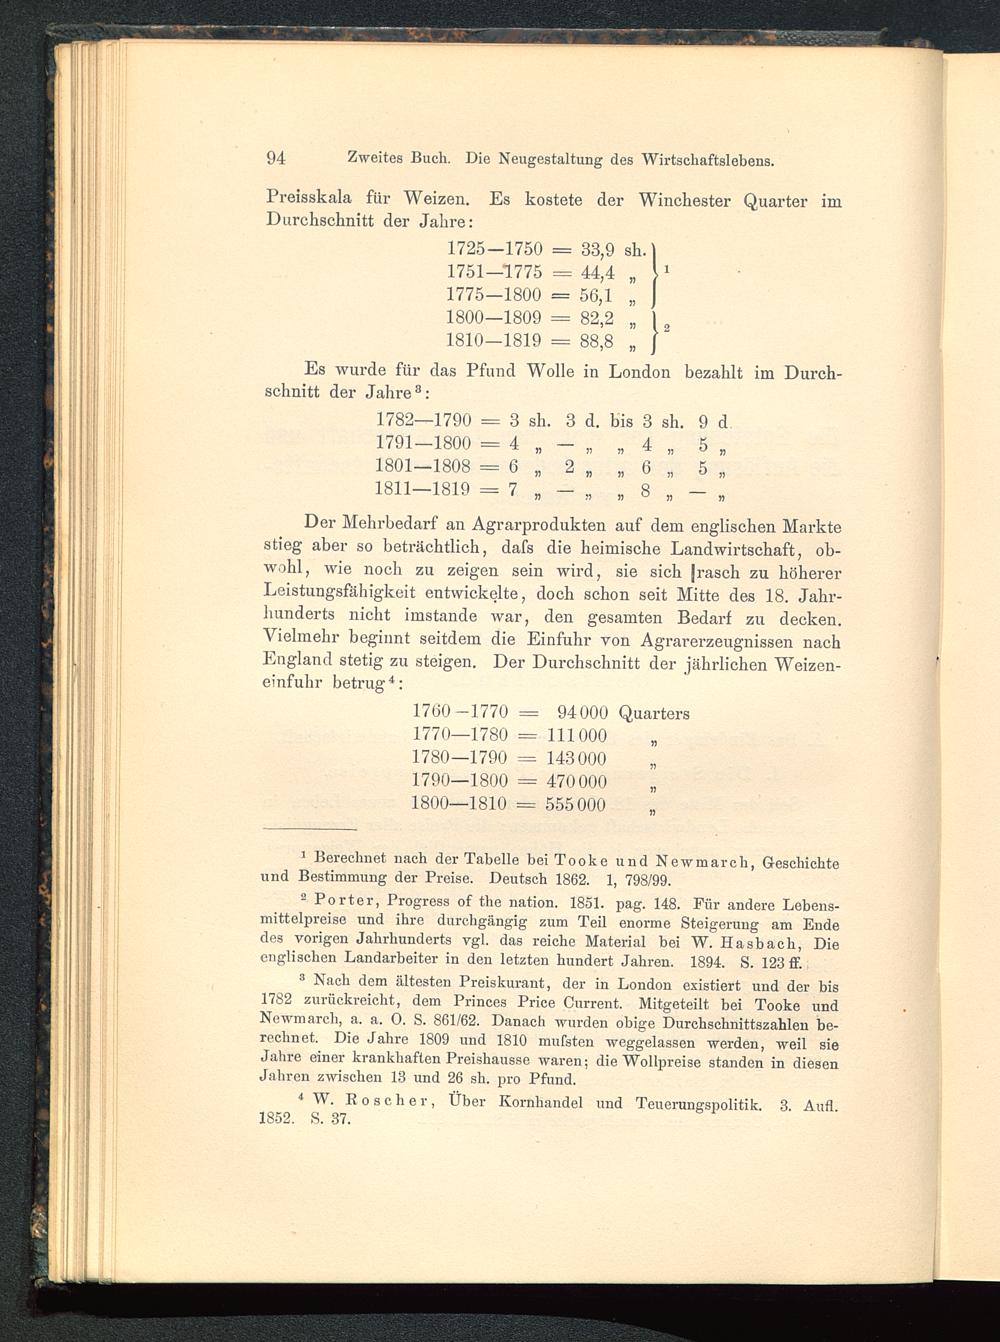 94 Zweites Buch. Die Neugestaltung des Wirtschaftslebens.
Preisskala für Weizen. Es kostete der Winchester Quarter im
Durchschnitt der Jahre:
1725—1750 = 33,9 sh.
1751—1775 = 44,4 „ 1
1775—1800 = 56,1 „
1800—1809 = 82,2 „
1810—1819 = 88,8 „ 2
Es wurde für das Pfund Wolle in London bezahlt im Durch-
schnitt der Jahre³:
1782—1790 = 3 sh. 3 d. bis 3 sh. 9 d.
1791—1800 = 4 „ — „ „ 4 „ 5 „
1801—1808 = 6 „ 2 „ „ 6 „ 5 „
1811—1819 = 7 „ — „ „ 8 „ — „
Der Mehrbedarf an Agrarprodukten auf dem englischen Markte
stieg aber so beträchtlich, daſs die heimische Landwirtschaft, ob-
wohl, wie noch zu zeigen sein wird, sie sich rasch zu höherer
Leistungsfähigkeit entwickelte, doch schon seit Mitte des 18. Jahr-
hunderts nicht imstande war, den gesamten Bedarf zu decken.
Vielmehr beginnt seitdem die Einfuhr von Agrarerzeugnissen nach
England stetig zu steigen. Der Durchschnitt der jährlichen Weizen-
einfuhr betrug⁴:
1760—1770 = 94000 Quarters
1770—1780 = 111000 „
1780—1790 = 143000 „
1790—1800 = 470000 „
1800—1810 = 555000 „
¹ Berechnet nach der Tabelle bei Tooke und Newmarch, Geschichte
und Bestimmung der Preise. Deutsch 1862. 1, 798/99.
² Porter, Progress of the nation. 1851. pag. 148. Für andere Lebens-
mittelpreise und ihre durchgängig zum Teil enorme Steigerung am Ende
des vorigen Jahrhunderts vgl. das reiche Material bei W. Hasbach, Die
englischen Landarbeiter in den letzten hundert Jahren. 1894. S. 123 ff.
³ Nach dem ältesten Preiskurant, der in London existiert und der bis
1782 zurückreicht, dem Princes Price Current. Mitgeteilt bei Tooke und
Newmarch, a. a. O. S. 861/62. Danach wurden obige Durchschnittszahlen be-
rechnet. Die Jahre 1809 und 1810 muſsten weggelassen werden, weil sie
Jahre einer krankhaften Preishausse waren; die Wollpreise standen in diesen
Jahren zwischen 13 und 26 sh. pro Pfund.
⁴ W. Roscher, Über Kornhandel und Teuerungspolitik. 3. Aufl.
1852. S. 37.